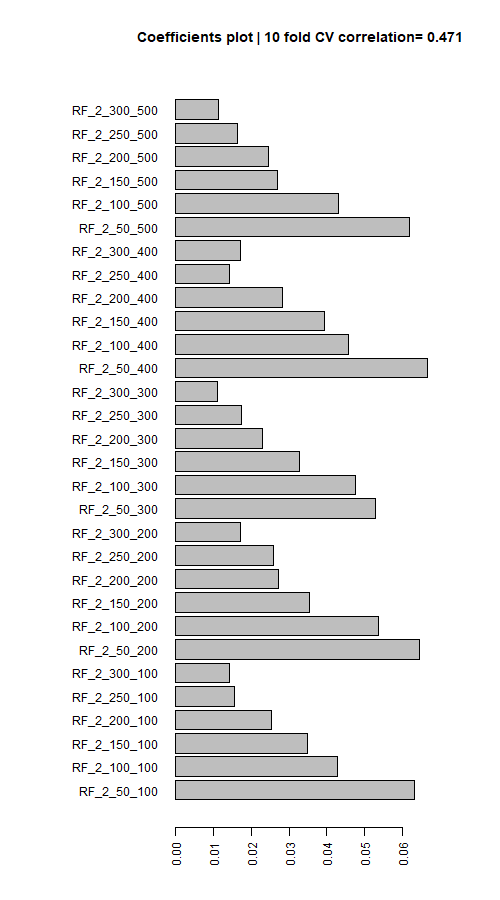 Coefficients plot | 10 fold CV correlation= 0.471
RF_2_300_500
RF_2_250_500
RF_2_200_500
RF_2_150_500
RF_2_100_500
RF_2_50_500
RF_2_300_400
RF_2_250_400
RF_2_200_400
RF_2_150_400
RF_2_100_400
RF_2_50_400
RF_2_300_300
RF_2_250_300
RF_2_200_300
RF_2_150_300
RF_2_100_300
RF_2_50_300
RF_2_300_200
RF_2_250_200
RF_2_200_200
RF_2_150_200
RF_2_100_200
RF_2_50_200
RF_2_300_100
RF_2_250_100
RF_2_200_100
RF_2_150_100
RF_2_100_100
RF_2_50_100
0.00 0.01 0.02 0.03 0.04 0.05 0.06